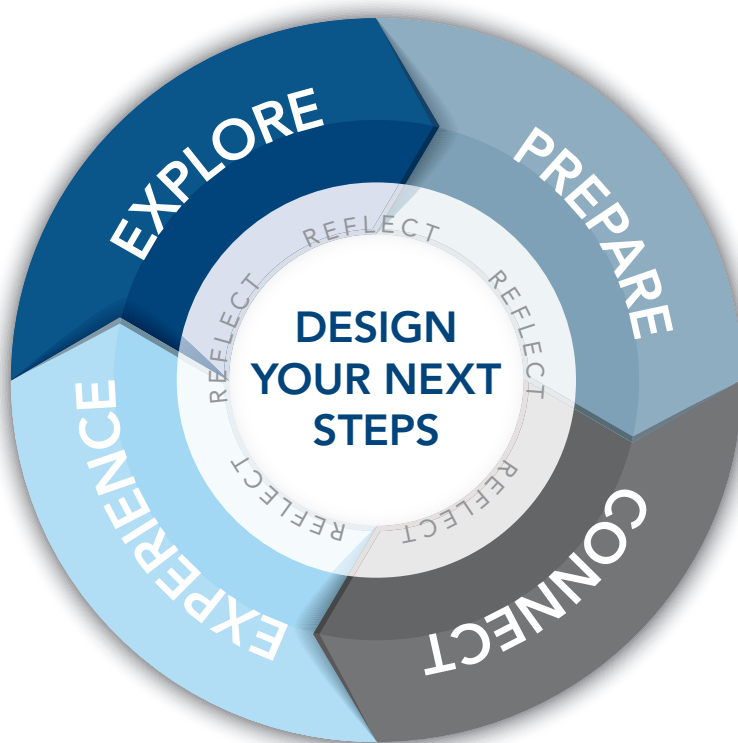 EXPLORE
PREPARE
CONNECT
EXPERIENCE
REFLECT
REFLECT
REFLECT
REFLECT
REFLECT
DESIGN
YOUR NEXT
STEPS